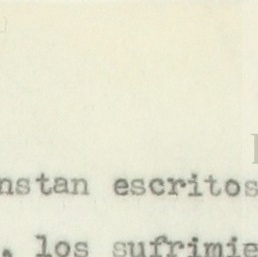 nstan escritos
, los sufrimie